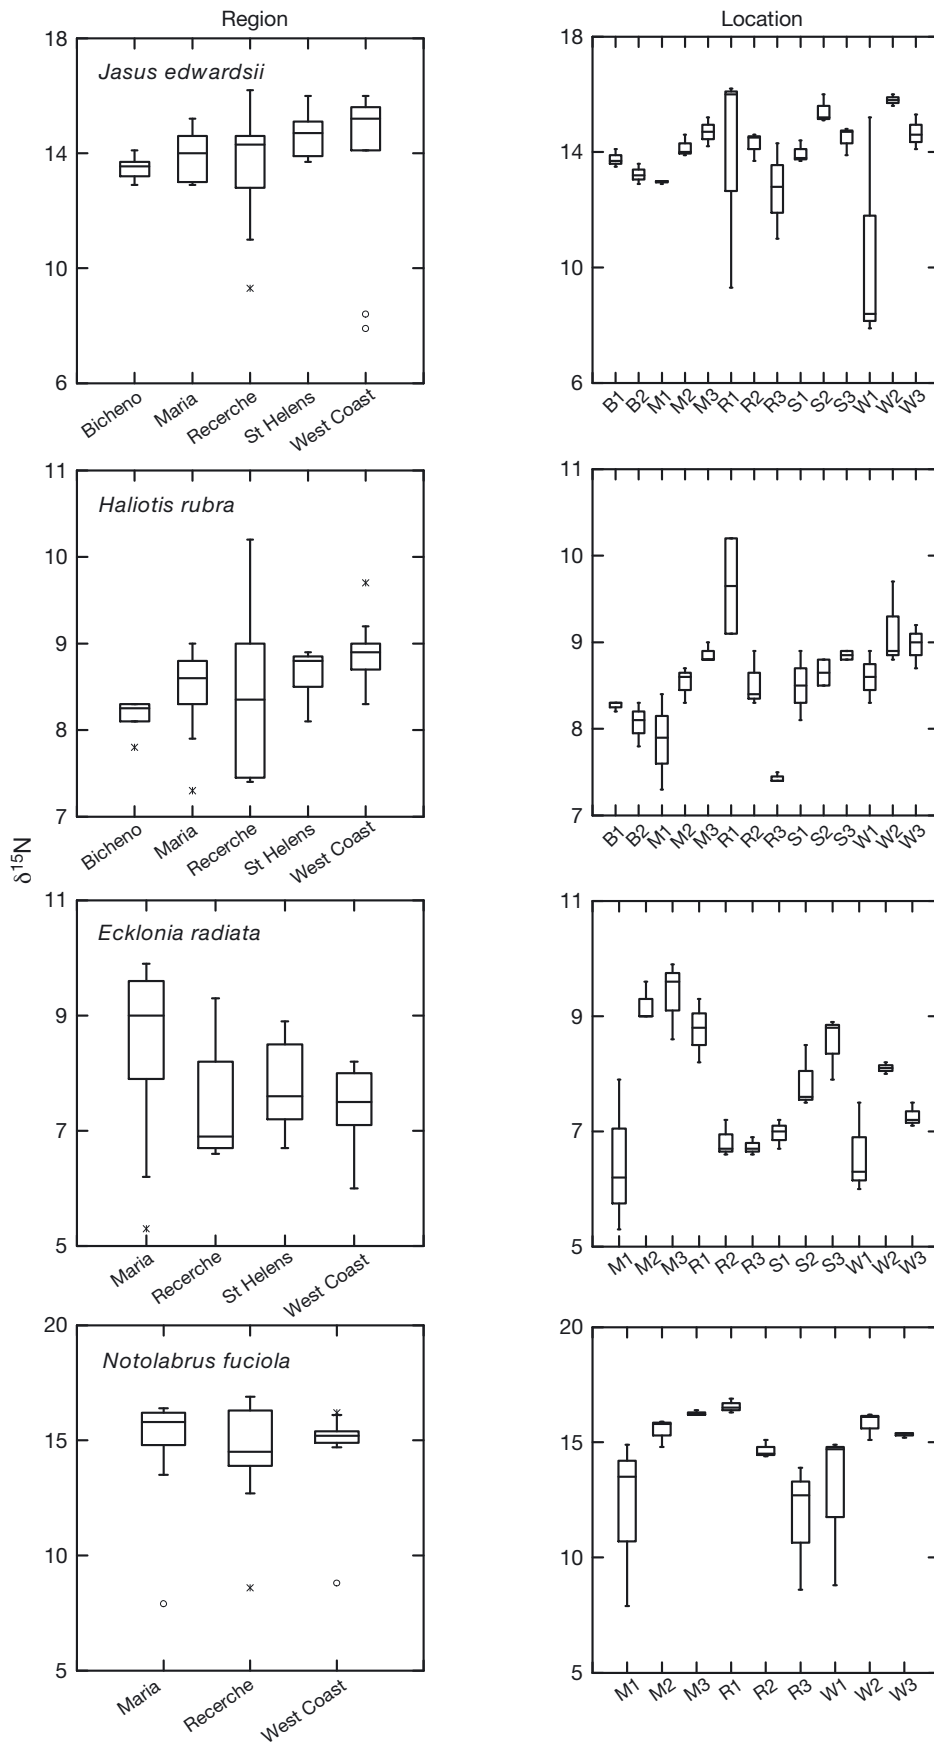 Region
Location
δ15N
18
14
10
6
Jasus edwardsii
Bicheno
Maria
Recerche
St Helens
West Coast
18
14
10
6
B1 B2 M1 M2 M3 R1 R2 R3 S1 S2 S3 W1 W2 W3
11
10
9
8
7
Haliotis rubra
Bicheno
Maria
Recerche
St Helens
West Coast
11
10
9
8
7
B1 B2 M1 M2 M3 R1 R2 R3 S1 S2 S3 W1 W2 W3
11
9
7
5
Ecklonia radiata
Maria
Recerche
St Helens
West Coast
11
9
7
5
M1 M2 M3 R1 R2 R3 S1 S2 S3 W1 W2 W3
20
15
10
5
Notolabrus fuciola
Maria
Recerche
West Coast
20
15
10
5
M1 M2 M3 R1 R2 R3 W1 W2 W3